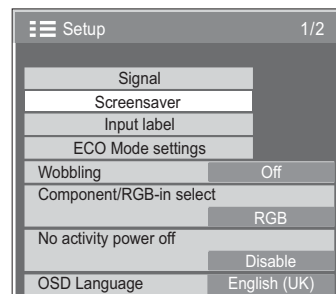 Setup 1/2
Signal
Screensaver
Input label
ECO Mode settings
Wobbling Off
Component/RGB-in select
RGB
No activity power off
Disable
OSD Language English (UK)